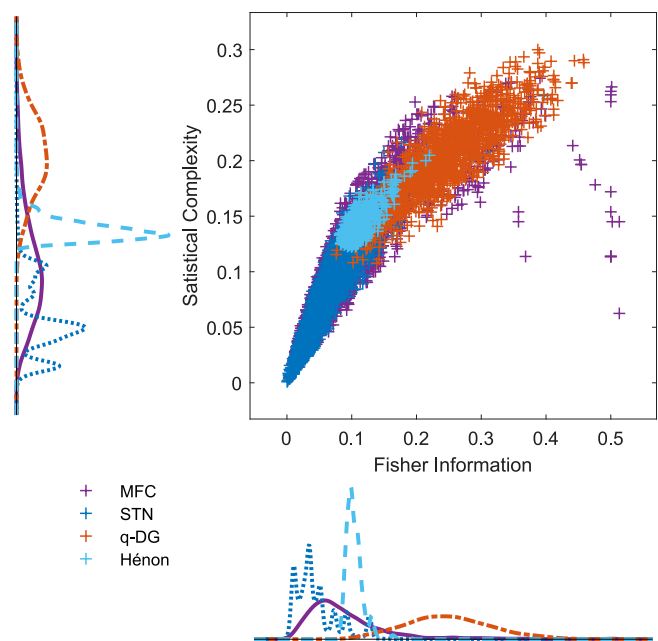 0.3
0.25
0.2
0.15
0.1
0.05
0
Satistical Complexity
0 0.1 0.2 0.3 0.4 0.5
Fisher Information
MFC
STN
q-DG
Hénon